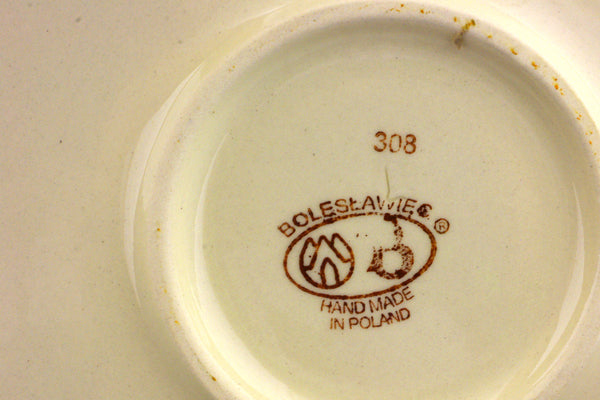 308
BOLESŁAWIEC ®
B
HAND MADE
IN POLAND